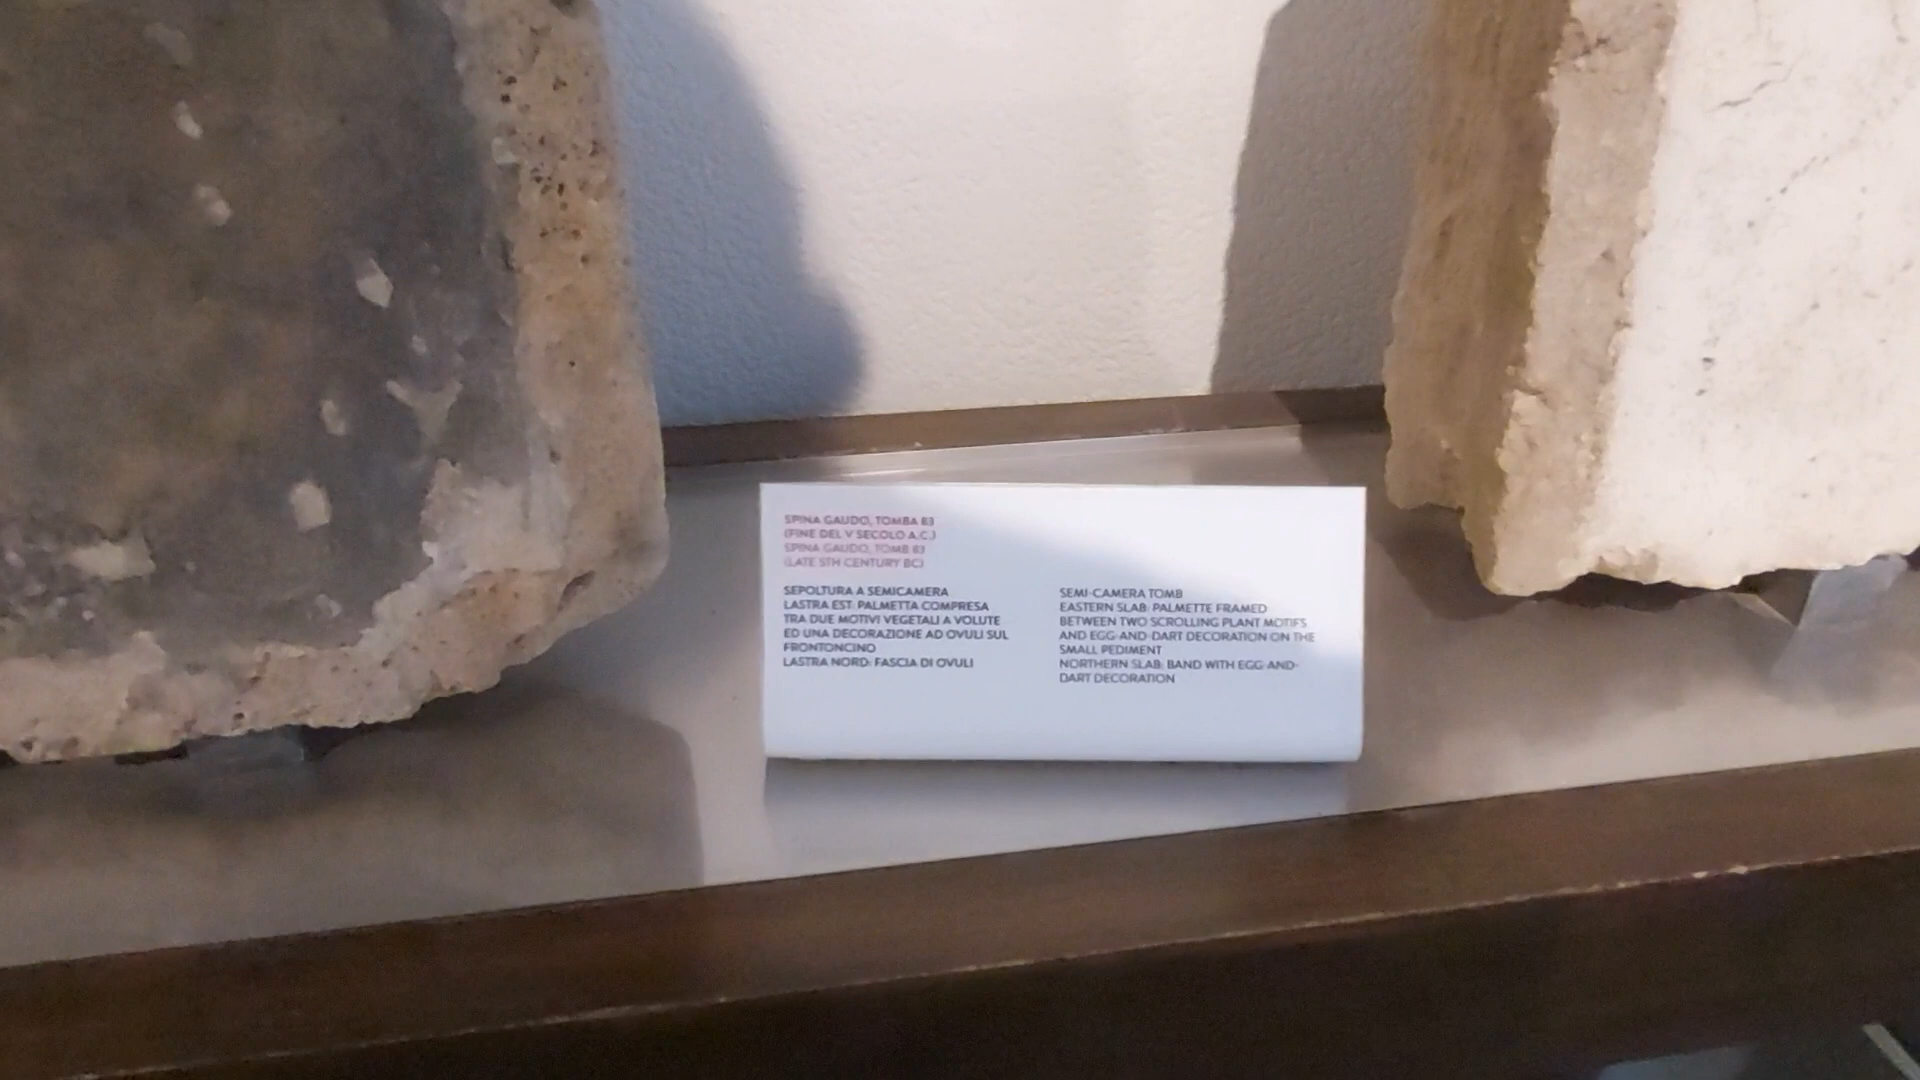 SPINA GAUDO, TOMBA 83
(FINE DEL V SECOLO A.C.)
SPINA GAUDO, TOMB 83
(LATE 5TH CENTURY BC)
SEPOLTURA A SEMICAMERA
LASTRA EST: PALMETTA COMPRESA
TRA DUE MOTIVI VEGETALI A VOLUTE
ED UNA DECORAZIONE AD OVULI SUL
FRONTONCINO
LASTRA NORD: FASCIA DI OVULI
SEMI-CAMERA TOMB
EASTERN SLAB: PALMETTE FRAMED
BETWEEN TWO SCROLLING PLANT MOTIFS
AND EGG-AND-DART DECORATION ON THE
SMALL PEDIMENT
NORTHERN SLAB: BAND WITH EGG-AND-
DART DECORATION